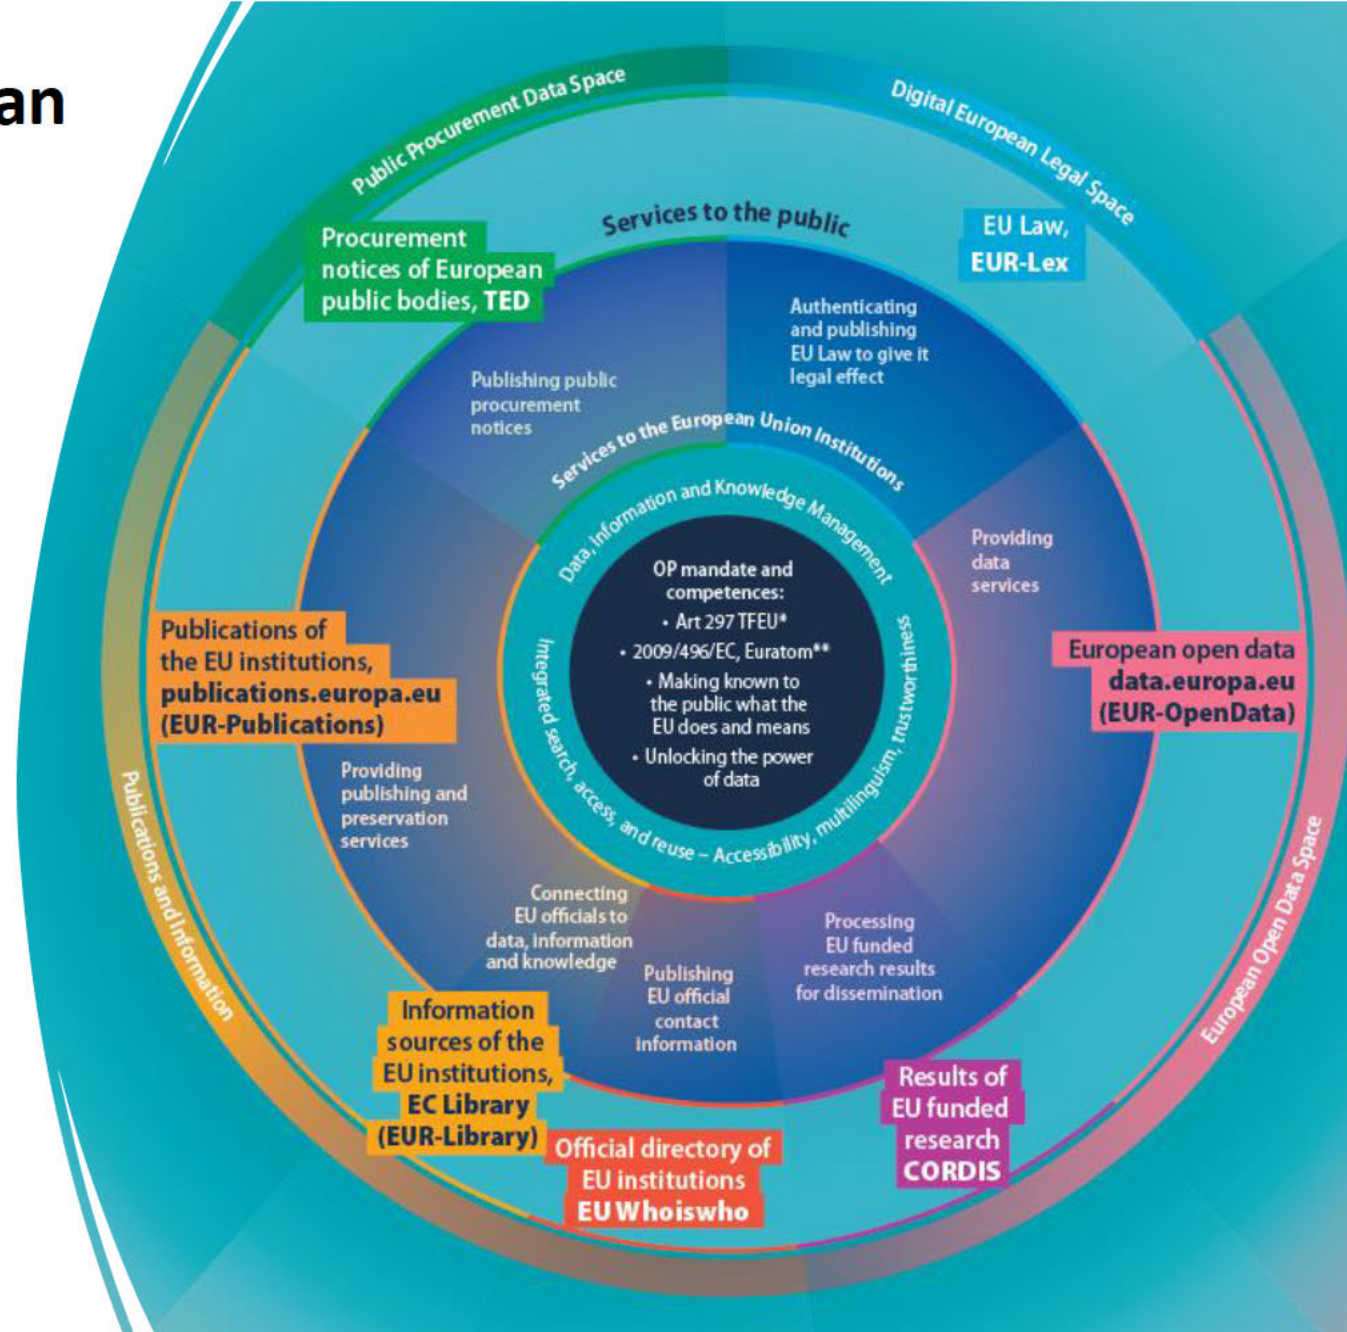 an
Public Procurement Data Space
Digital European Legal Space
Services to the public
Procurement
notices of European
public bodies, TED
EU Law,
EUR-Lex
Authenticating
and publishing
EU Law to give it
legal effect
Publishing public
procurement
notices
Services to the European Union Institutions
Data, Information and Knowledge Management
Providing
data
services
OP mandate and
competences:
• Art 297 TFEU*
• 2009/496/EC, Euratom**
• Making known to
the public what the
EU does and means
• Unlocking the power
of data
Integrated search, access, and reuse – Accessibility, multilinguism, trustworthiness
Publications of
the EU institutions,
publications.europa.eu
(EUR-Publications)
European open data
data.europa.eu
(EUR-OpenData)
Providing
publishing and
preservation
services
Publications and Information
European Open Data Space
Connecting
EU officials to
data, information
and knowledge
Publishing
EU official
contact
information
Processing
EU funded
research results
for dissemination
Information
sources of the
EU institutions,
EC Library
(EUR-Library)
Official directory of
EU institutions
EU Whoiswho
Results of
EU funded
research
CORDIS